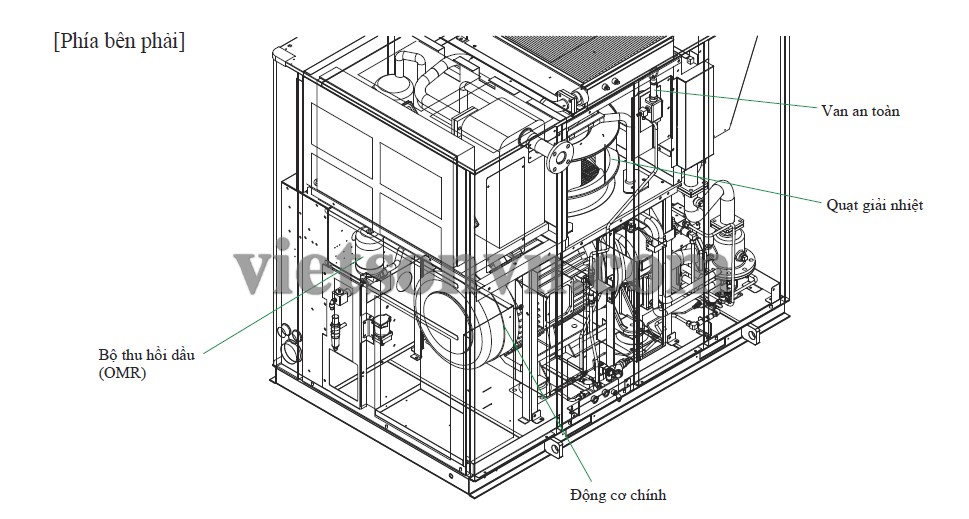 [Phía bên phải]
Van an toàn
Quạt giải nhiệt
vietsonvn.com
Bộ thu hồi dầu
(OMR)
Động cơ chính